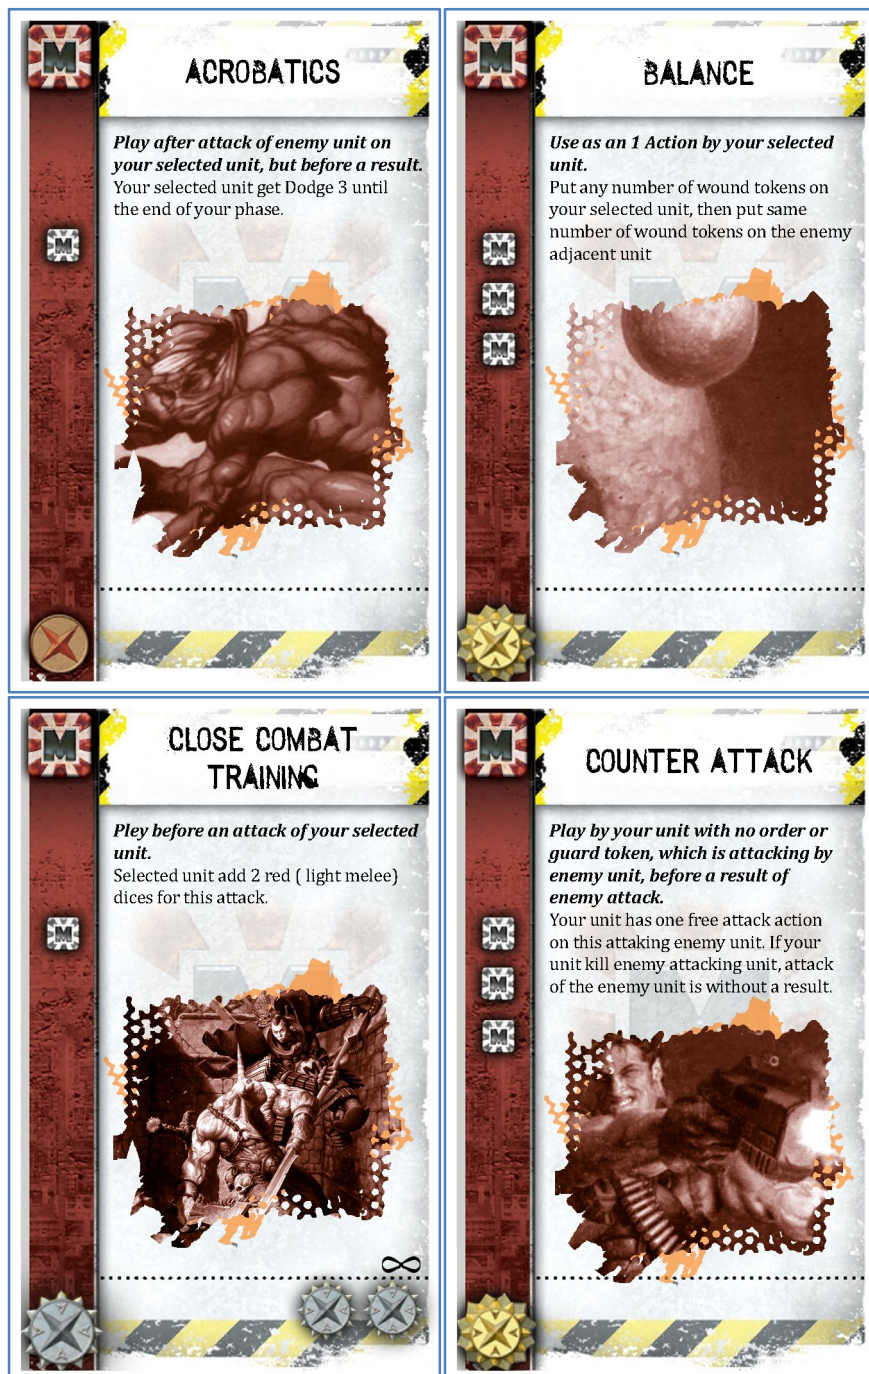 M
ACROBATICS
Play after attack of enemy unit on
your selected unit, but before a result.
Your selected unit get Dodge 3 until
the end of your phase.
M
M
BALANCE
Use as an 1 Action by your selected
unit.
Put any number of wound tokens on
your selected unit, then put same
number of wound tokens on the enemy
adjacent unit
M
M
M
M
CLOSE COMBAT
TRAINING
Pley before an attack of your selected
unit.
Selected unit add 2 red ( light melee)
dices for this attack.
M
∞
M
COUNTER ATTACK
Play by your unit with no order or
guard token, which is attacking by
enemy unit, before a result of
enemy attack.
Your unit has one free attack action
on this attaking enemy unit. If your
unit kill enemy attacking unit, attack
of the enemy unit is without a result.
M
M
M